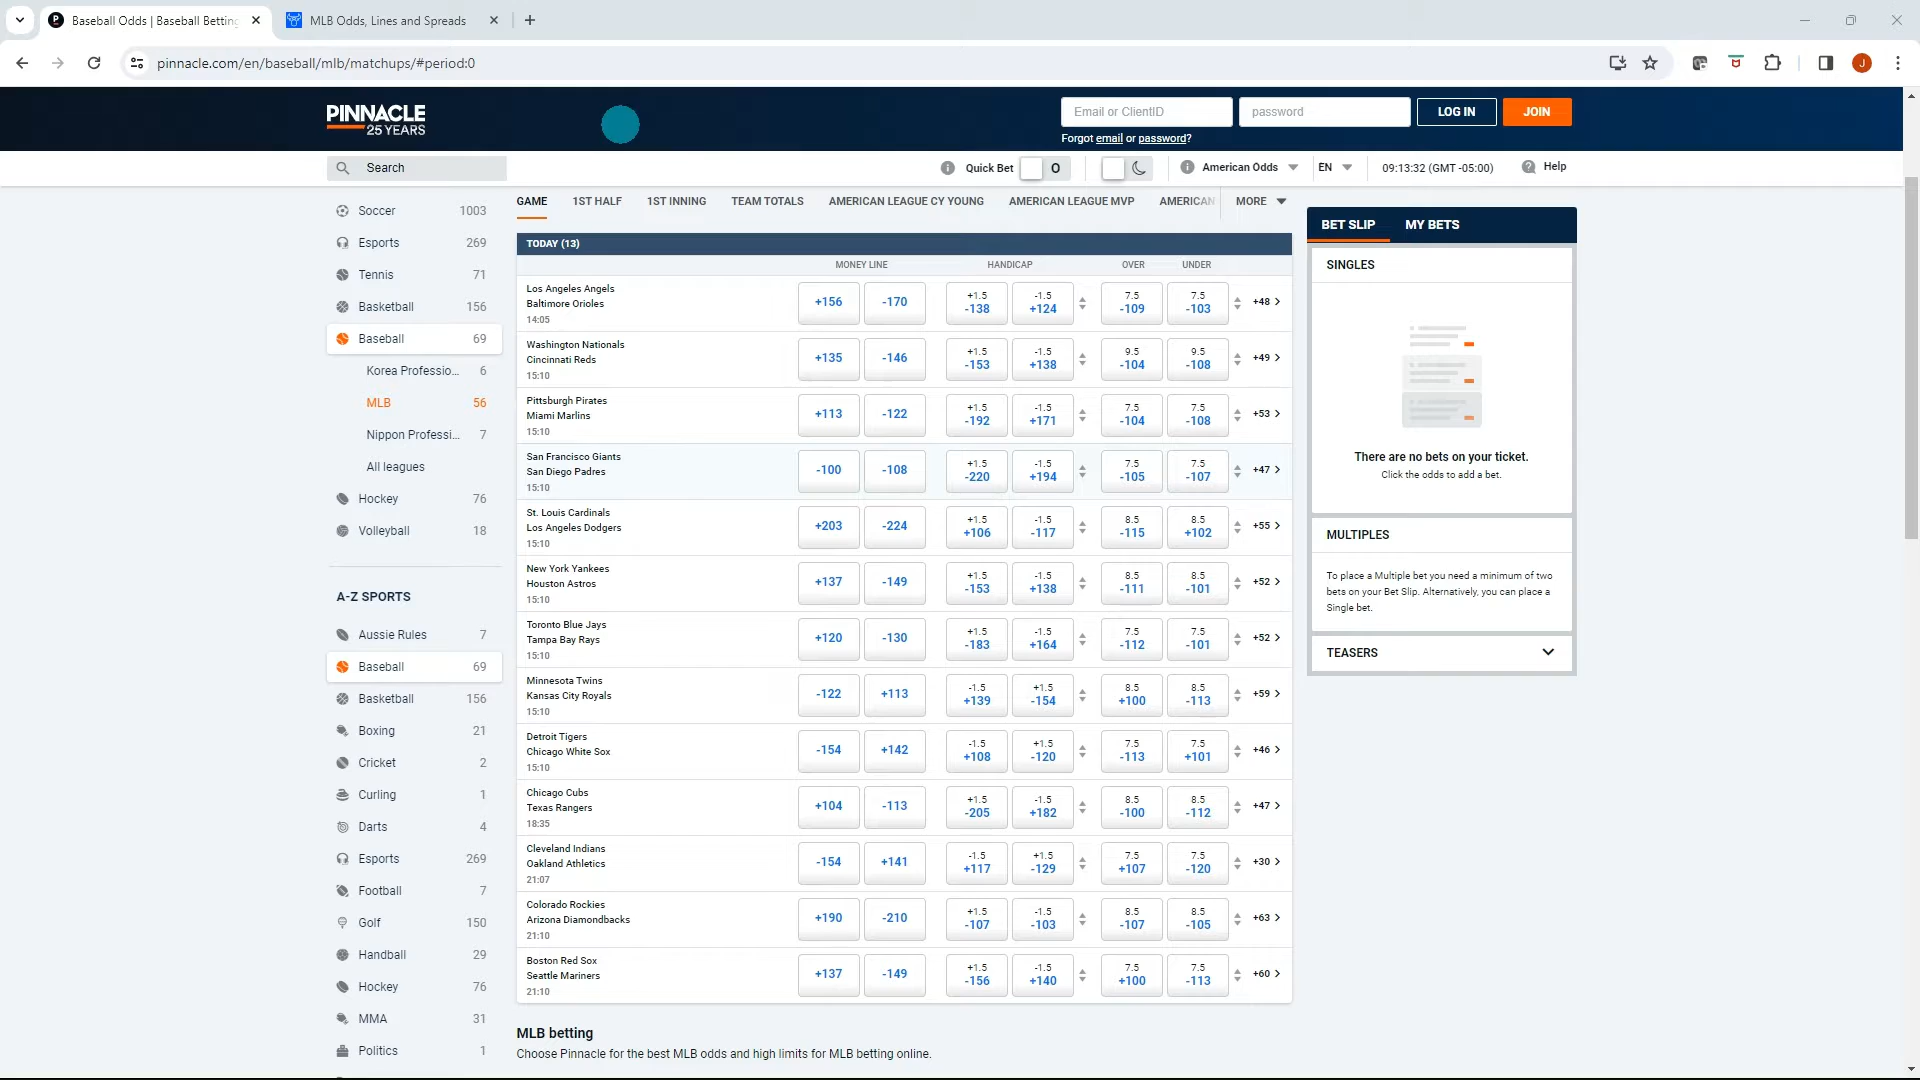 Baseball Odds | Baseball Betting
MLB Odds, Lines and Spreads
pinnacle.com/en/baseball/mlb/matchups/#period:0
J
PINNACLE
25 YEARS
Email or ClientID
password
LOG IN
JOIN
Forgot email or password?
Search
Quick Bet
O
American Odds
EN
09:13:32 (GMT -05:00)
Help
Soccer 1003
Esports 269
Tennis 71
Basketball 156
Baseball 69
Korea Professio... 6
MLB 56
Nippon Professi... 7
All leagues
Hockey 76
Volleyball 18
A-Z SPORTS
Aussie Rules 7
Baseball 69
Basketball 156
Boxing 21
Cricket 2
Curling 1
Darts 4
Esports 269
Football 7
Golf 150
Handball 29
Hockey 76
MMA 31
Politics 1
GAME 1ST HALF 1ST INNING TEAM TOTALS AMERICAN LEAGUE CY YOUNG AMERICAN LEAGUE MVP AMERICAN MORE
TODAY (13)
MONEY LINE HANDICAP OVER UNDER
Los Angeles Angels
Baltimore Orioles
14:05
+156 -170
+1.5 -1.5 7.5 7.5
-138 +124 -109 -103
+48
Washington Nationals
Cincinnati Reds
15:10
+135 -146
+1.5 -1.5 9.5 9.5
-153 +138 -104 -108
+49
Pittsburgh Pirates
Miami Marlins
15:10
+113 -122
+1.5 -1.5 7.5 7.5
-192 +171 -104 -108
+53
San Francisco Giants
San Diego Padres
15:10
-100 -108
+1.5 -1.5 7.5 7.5
-220 +194 -105 -107
+47
St. Louis Cardinals
Los Angeles Dodgers
15:10
+203 -224
+1.5 -1.5 8.5 8.5
+106 -117 -115 +102
+55
New York Yankees
Houston Astros
15:10
+137 -149
+1.5 -1.5 8.5 8.5
-153 +138 -111 -101
+52
Toronto Blue Jays
Tampa Bay Rays
15:10
+120 -130
+1.5 -1.5 7.5 7.5
-183 +164 -112 -101
+52
Minnesota Twins
Kansas City Royals
15:10
-122 +113
-1.5 +1.5 8.5 8.5
+139 -154 +100 -113
+59
Detroit Tigers
Chicago White Sox
15:10
-154 +142
-1.5 +1.5 7.5 7.5
+108 -120 -113 +101
+46
Chicago Cubs
Texas Rangers
18:35
+104 -113
+1.5 -1.5 8.5 8.5
-205 +182 -100 -112
+47
Cleveland Indians
Oakland Athletics
21:07
-154 +141
-1.5 +1.5 7.5 7.5
+117 -129 +107 -120
+30
Colorado Rockies
Arizona Diamondbacks
21:10
+190 -210
+1.5 -1.5 8.5 8.5
-107 -103 -107 -105
+63
Boston Red Sox
Seattle Mariners
21:10
+137 -149
+1.5 -1.5 7.5 7.5
-156 +140 +100 -113
+60
MLB betting
Choose Pinnacle for the best MLB odds and high limits for MLB betting online.
BET SLIP MY BETS
SINGLES
There are no bets on your ticket.
Click the odds to add a bet.
MULTIPLES
To place a Multiple bet you need a minimum of two
bets on your Bet Slip. Alternatively, you can place a
Single bet.
TEASERS